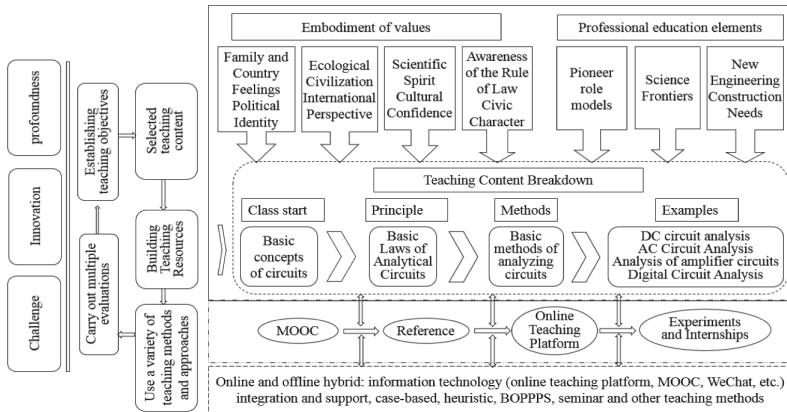 profoundness
Innovation
Challenge
Establishing
teaching objectives
Selected
teaching
content
Building
Teaching
Resources
Carry out multiple
evaluations
Use a variety of
teaching methods
and approaches
Embodiment of values
Professional education elements
Family and
Country
Feelings
Political
Identity
Ecological
Civilization
International
Perspective
Scientific
Spirit
Cultural
Confidence
Awareness
of the Rule
of Law
Civic
Character
Pioneer
role
models
Science
Frontiers
New
Engineering
Construction
Needs
Teaching Content Breakdown
Class start
Principle
Methods
Examples
Basic
concepts
of circuits
Basic
Laws of
Analytical
Circuits
Basic
methods of
analyzing
circuits
DC circuit analysis
AC Circuit Analysis
Analysis of amplifier circuits
Digital Circuit Analysis
MOOC
Reference
Online
Teaching
Platform
Experiments
and Internships
Online and offline hybrid: information technology (online teaching platform, MOOC, WeChat, etc.)
integration and support, case-based, heuristic, BOPPPS, seminar and other teaching methods